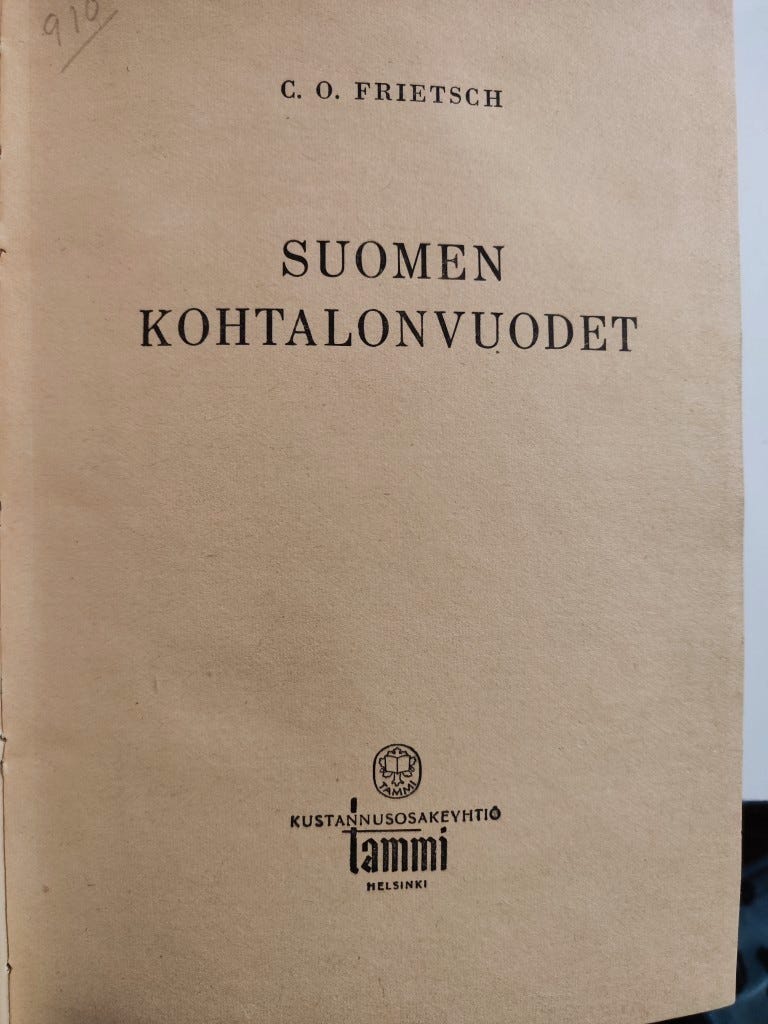 910
C. O. FRIETSCH
SUOMEN
KOHTALONVUODET
TAMMI
KUSTANNUSOSAKEYHTIÖ
tammi
HELSINKI